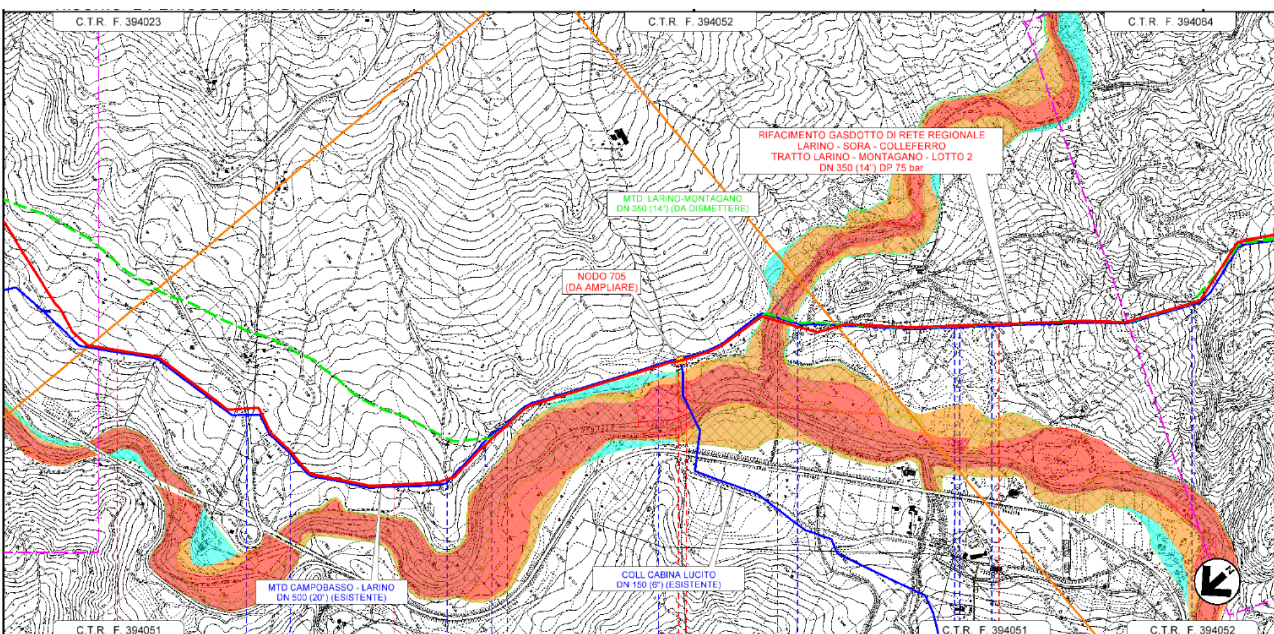 C.T.R. F. 394023
C.T.R. F. 394052
C.T.R. F. 394064
RIFACIMENTO GASDOTTO DI RETE REGIONALE
LARINO - SORA - COLLEFERRO
TRATTO LARINO - MONTAGANO - LOTTO 2
DN 350 (14") DP 75 bar
MTD LARINO-MONTAGANO
DN 350 (14") (DA DISMETTERE)
NODO 705
(DA AMPLIARE)
MTD CAMPOBASSO - LARINO
DN 500 (20") (ESISTENTE)
COLL CABINA LUCITO
DN 150 (6") (ESISTENTE)
C.T.R. F. 394051
C.T.R. F. 394051
C.T.R. F. 394052